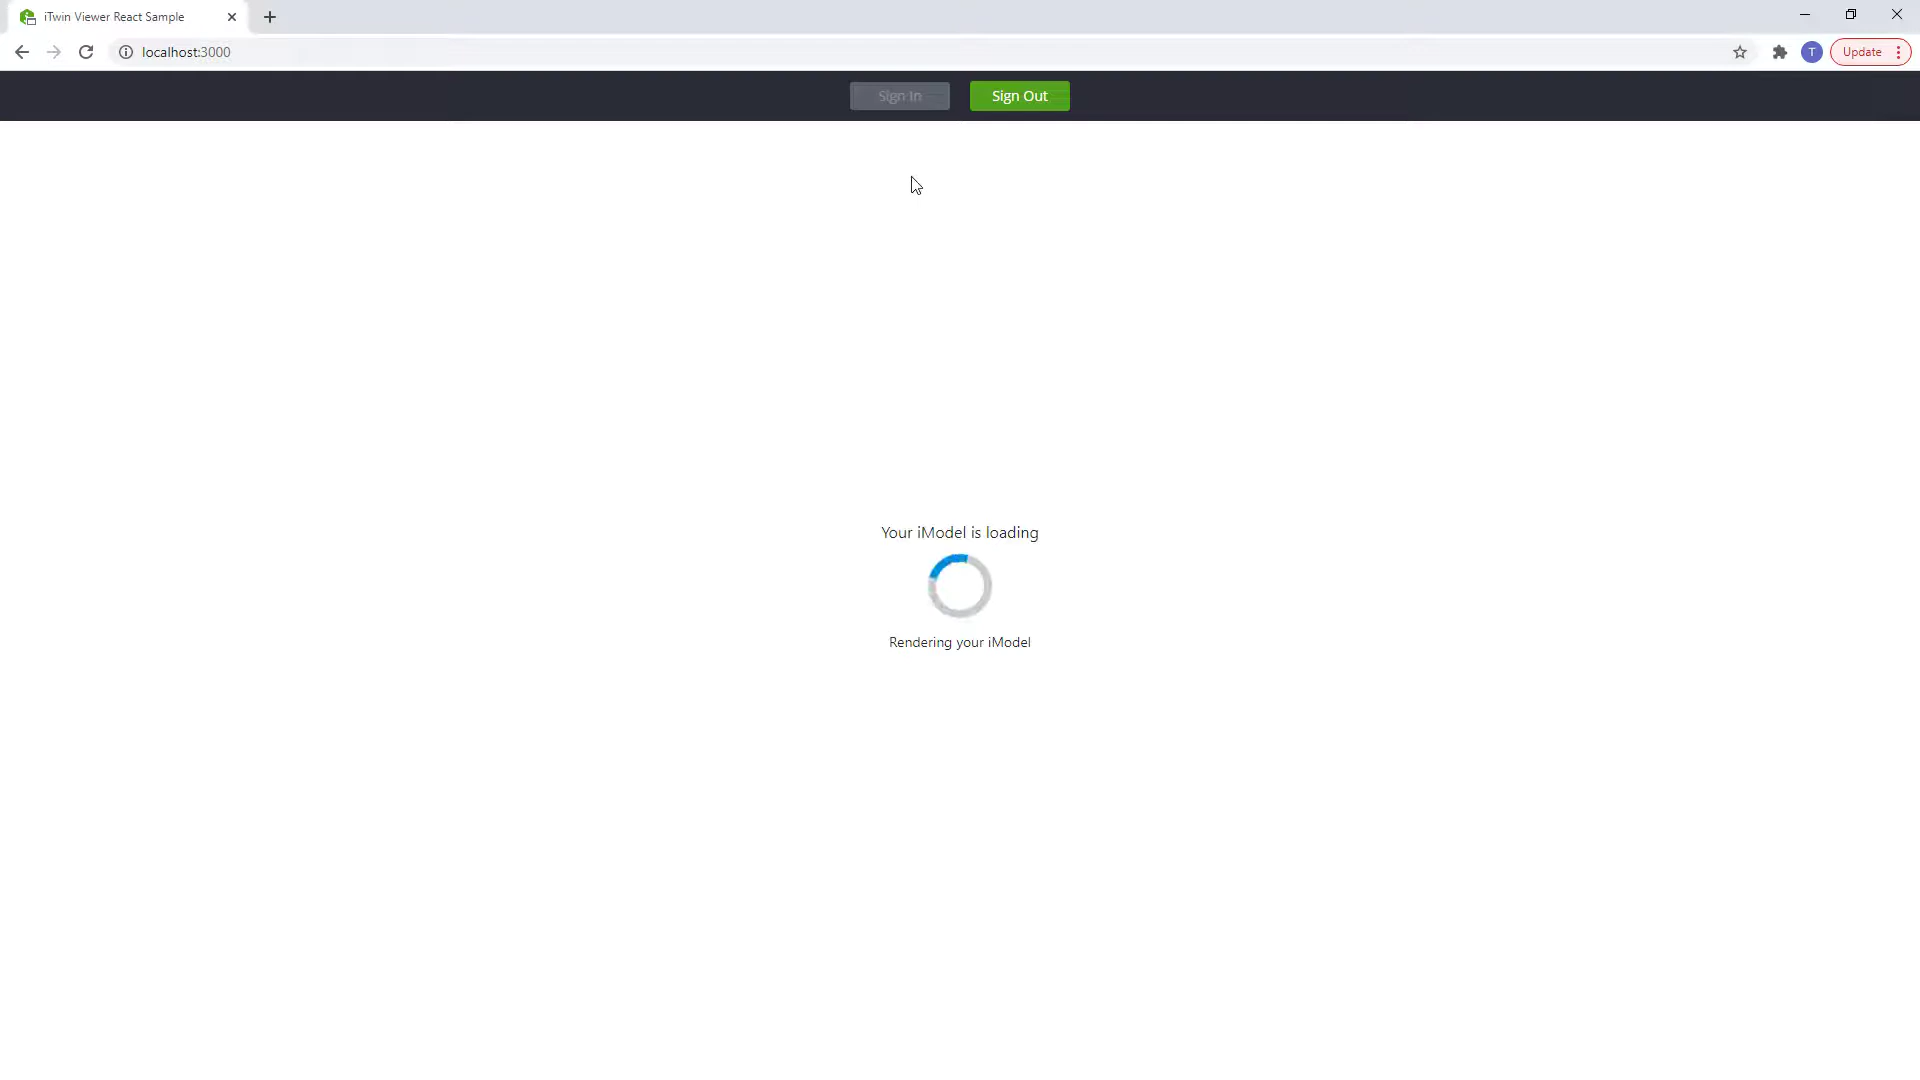 iTwin Viewer React Sample
localhost:3000
T
Update
Sign In
Sign Out
Your iModel is loading
Rendering your iModel